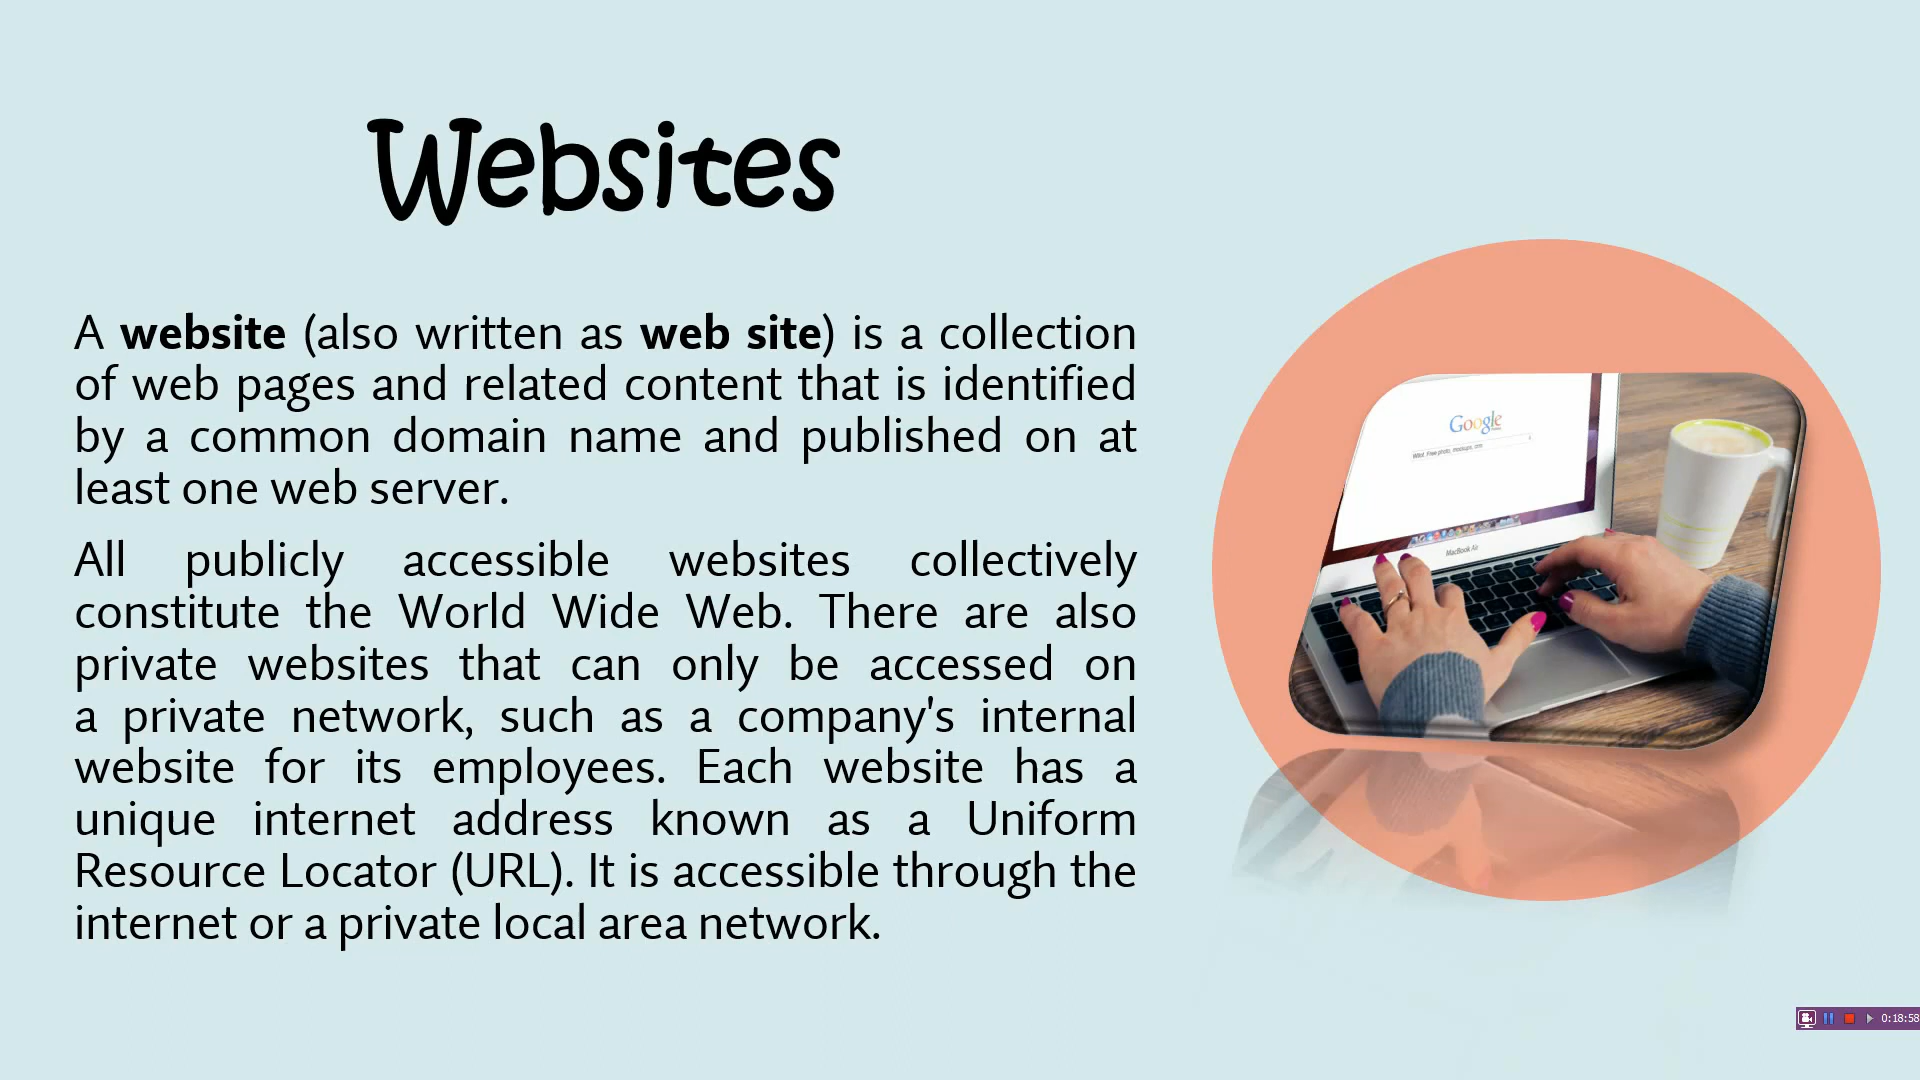 Websites
A website (also written as web site) is a collection
of web pages and related content that is identified
by a common domain name and published on at
least one web server.
All publicly accessible websites collectively
constitute the World Wide Web. There are also
private websites that can only be accessed on
a private network, such as a company's internal
website for its employees. Each website has a
unique internet address known as a Uniform
Resource Locator (URL). It is accessible through the
internet or a private local area network.
Google
MacBook Air
0:18:58